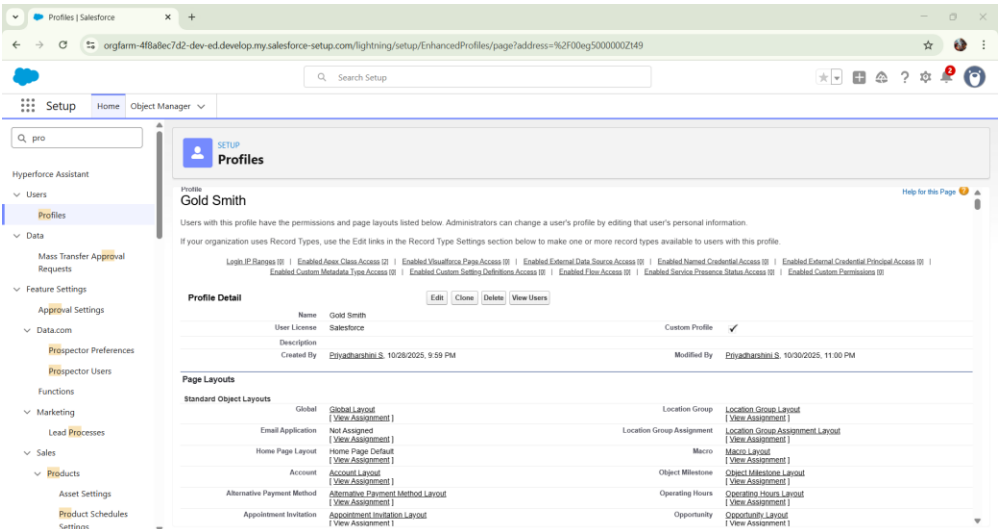 Profiles | Salesforce
orgfarm-4f8a8ec7d2-dev-ed.develop.my.salesforce-setup.com/lightning/setup/EnhancedProfiles/page?address=%2F00eg5000000Zt49
Search Setup
2
Setup Home Object Manager
pro
Hyperforce Assistant
Users
Profiles
Data
Mass Transfer Approval
Requests
Feature Settings
Approval Settings
Data.com
Prospector Preferences
Prospector Users
Functions
Marketing
Lead Processes
Sales
Products
Asset Settings
Product Schedules
Settings
SETUP
Profiles
Profile
Gold Smith
Help for this Page
Users with this profile have the permissions and page layouts listed below. Administrators can change a user's profile by editing that user's personal information.
If your organization uses Record Types, use the Edit links in the Record Type Settings section below to make one or more record types available to users with this profile.
Login IP Ranges [0] | Enabled Apex Class Access [2] | Enabled Visualforce Page Access [0] | Enabled External Data Source Access [0] | Enabled Named Credential Access [0] | Enabled External Credential Principal Access [0] |
Enabled Custom Metadata Type Access [0] | Enabled Custom Setting Definitions Access [0] | Enabled Flow Access [0] | Enabled Service Presence Status Access [0] | Enabled Custom Permissions [0]
Profile Detail Edit Clone Delete View Users
Name Gold Smith
User License Salesforce Custom Profile ✓
Description
Created By Priyadharshini S, 10/28/2025, 9:59 PM Modified By Priyadharshini S, 10/30/2025, 11:00 PM
Page Layouts
Standard Object Layouts
Global Global Layout Location Group Location Group Layout
[ View Assignment ] [ View Assignment ]
Email Application Not Assigned Location Group Assignment Location Group Assignment Layout
[ View Assignment ] [ View Assignment ]
Home Page Layout Home Page Default Macro Macro Layout
[ View Assignment ] [ View Assignment ]
Account Account Layout Object Milestone Object Milestone Layout
[ View Assignment ] [ View Assignment ]
Alternative Payment Method Alternative Payment Method Layout Operating Hours Operating Hours Layout
[ View Assignment ] [ View Assignment ]
Appointment Invitation Appointment Invitation Layout Opportunity Opportunity Layout
[ View Assignment ] [ View Assignment ]